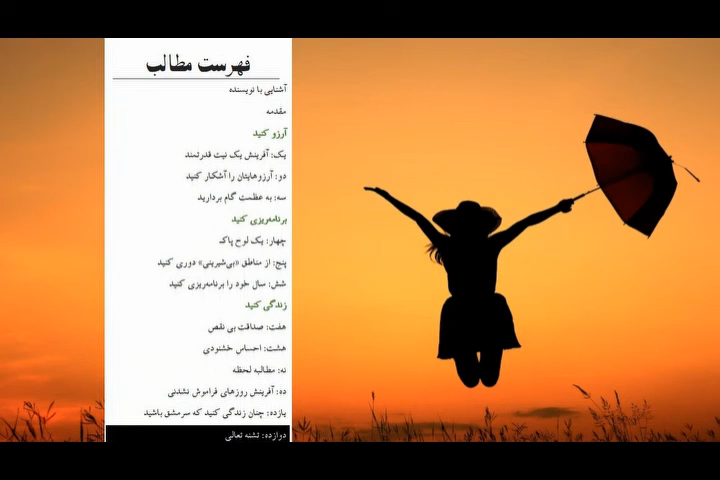 فهرست مطالب
آشنایی با نویسنده
مقدمه
آرزو کنید
یک: آفرینش یک نیت قدرتمند
دو: آرزوهایتان را آشکار کنید
سه: به عظمت گام بردارید
برنامه‌ریزی کنید
چهار: یک لوح پاک
پنج: از مناطق «بی‌شیرینی» دوری کنید
شش: سال خود را برنامه‌ریزی کنید
زندگی کنید
هفت: صداقت بی نقص
هشت: احساس خشنودی
نه: مطالبه لحظه
ده: آفرینش روزهای فراموش نشدنی
یازده: چنان زندگی کنید که سرمشق باشید
دوازده: تشنه تعالی